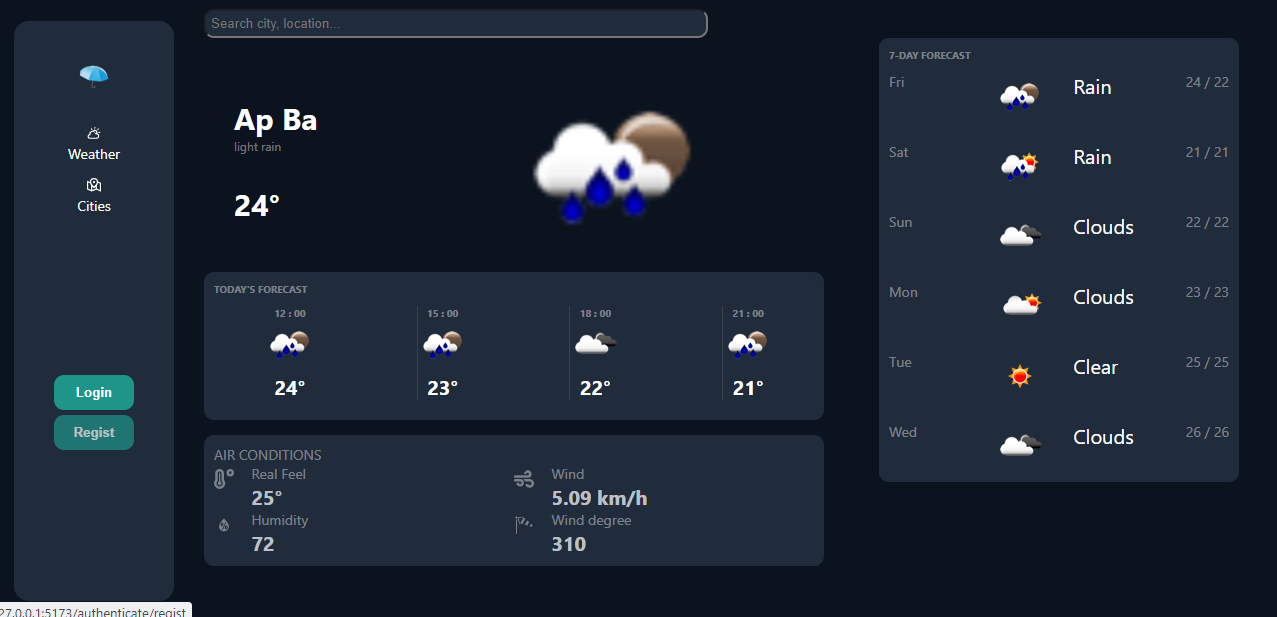 Search city, location...
Weather
Cities
Login
Regist
27.0.0.1:5173/authenticate/regist
Ap Ba
light rain
24°
TODAY'S FORECAST
12 : 00
15 : 00
18 : 00
21 : 00
24°
23°
22°
21°
AIR CONDITIONS
Real Feel
25°
Wind
5.09 km/h
Humidity
72
Wind degree
310
7-DAY FORECAST
Fri Rain 24 / 22
Sat Rain 21 / 21
Sun Clouds 22 / 22
Mon Clouds 23 / 23
Tue Clear 25 / 25
Wed Clouds 26 / 26